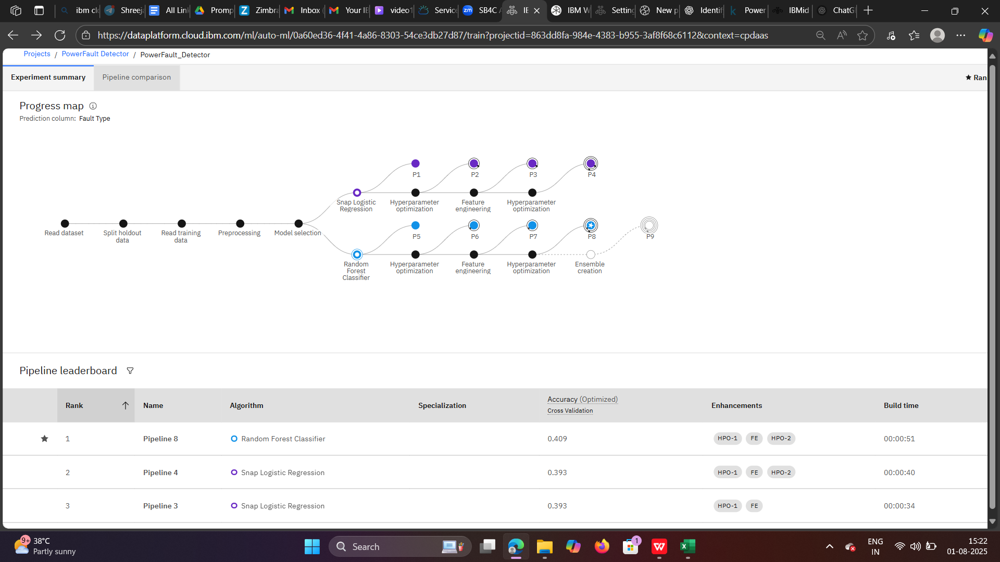 ibm clo
Shreeja
All Link
Promp
Zimbra
Inbox (
Your IB
video1
Service
SB4C A
IB
IBM W
Setting
New p
Identif
Power
IBMid
ChatG
https://dataplatform.cloud.ibm.com/ml/auto-ml/0a60ed36-4f41-4a86-8303-54ce3db27d87/train?projectid=863dd8fa-984e-4383-b955-3af8f68c6112&context=cpdaas
Projects / PowerFault Detector / PowerFault_Detector
Experiment summary
Pipeline comparison
Ran
Progress map
Prediction column: Fault Type
P1
P2
P3
P4
Snap Logistic
Regression
Hyperparameter
optimization
Feature
engineering
Hyperparameter
optimization
Read dataset
Split holdout
data
Read training
data
Preprocessing
Model selection
P5
P6
P7
P8
P9
Random
Forest
Classifier
Hyperparameter
optimization
Feature
engineering
Hyperparameter
optimization
Ensemble
creation
Pipeline leaderboard
Rank Name Algorithm Specialization Accuracy (Optimized) Enhancements Build time
Cross Validation
1 Pipeline 8 Random Forest Classifier 0.409 HPO-1 FE HPO-2 00:00:51
2 Pipeline 4 Snap Logistic Regression 0.393 HPO-1 FE HPO-2 00:00:40
3 Pipeline 3 Snap Logistic Regression 0.393 HPO-1 FE 00:00:34
9+
38°C
Partly sunny
Search
1
ENG
IN
15:22
01-08-2025